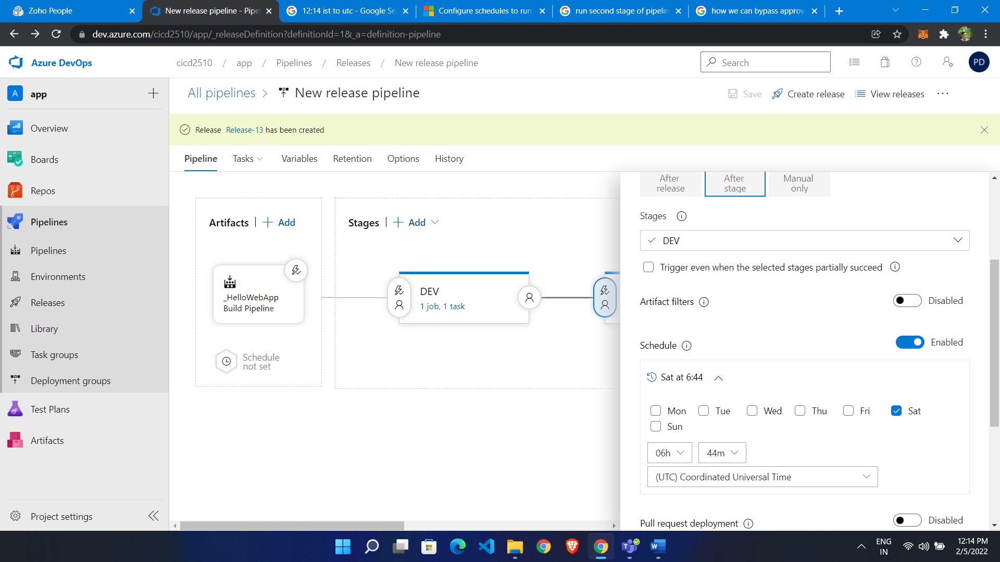 Zoho People
New release pipeline - Pipel
12:14 ist to utc - Google Se
Configure schedules to run
run second stage of pipelin
how we can bypass approva
dev.azure.com/cicd2510/app/_releaseDefinition?definitionId=1&_a=definition-pipeline
Azure DevOps
cicd2510 / app / Pipelines / Releases / New release pipeline
Search
PD
A app
Overview
Boards
Repos
Pipelines
Pipelines
Environments
Releases
Library
Task groups
Deployment groups
Test Plans
Artifacts
Project settings
All pipelines > New release pipeline
Save
Create release
View releases
Release Release-13 has been created
Pipeline
Tasks
Variables
Retention
Options
History
Artifacts | + Add
_HelloWebApp
Build Pipeline
Schedule
not set
Stages | + Add
DEV
1 job, 1 task
After
release
After
stage
Manual
only
Stages
DEV
Trigger even when the selected stages partially succeed
Artifact filters
Disabled
Schedule
Enabled
Sat at 6:44
Mon
Tue
Wed
Thu
Fri
Sat
Sun
06h
44m
(UTC) Coordinated Universal Time
Pull request deployment
Disabled
ENG
IN
12:14 PM
2/5/2022